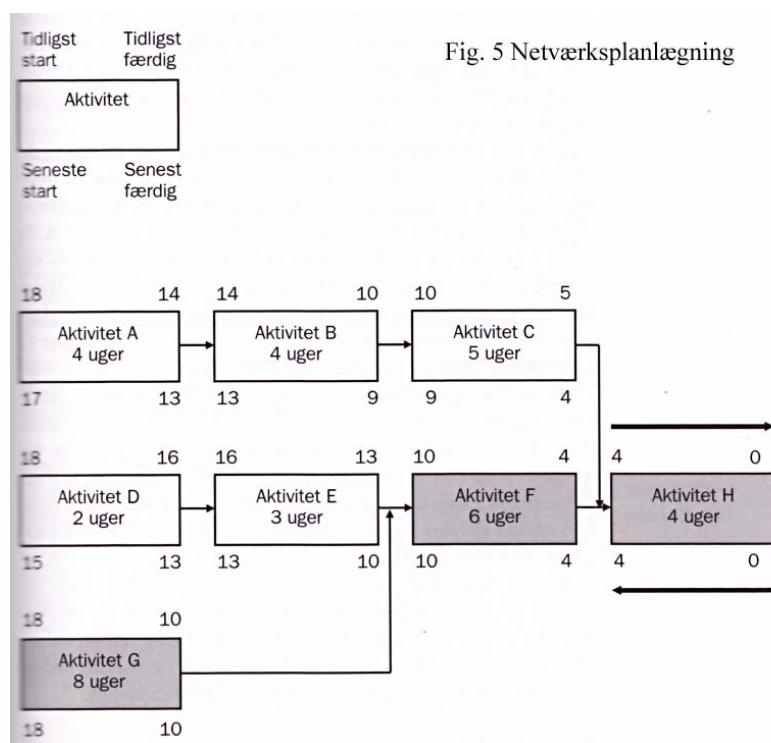 Fig. 5 Netværksplanlægning
Tidligst Tidligst
start færdig
Aktivitet
Seneste Senest
start færdig
18 14 14 10 10 5
Aktivitet A Aktivitet B Aktivitet C
4 uger 4 uger 5 uger
17 13 13 9 9 4
18 16 16 13 10 4 4 0
Aktivitet D Aktivitet E Aktivitet F Aktivitet H
2 uger 3 uger 6 uger 4 uger
15 13 13 10 10 4 4 0
18 10
Aktivitet G
8 uger
18 10